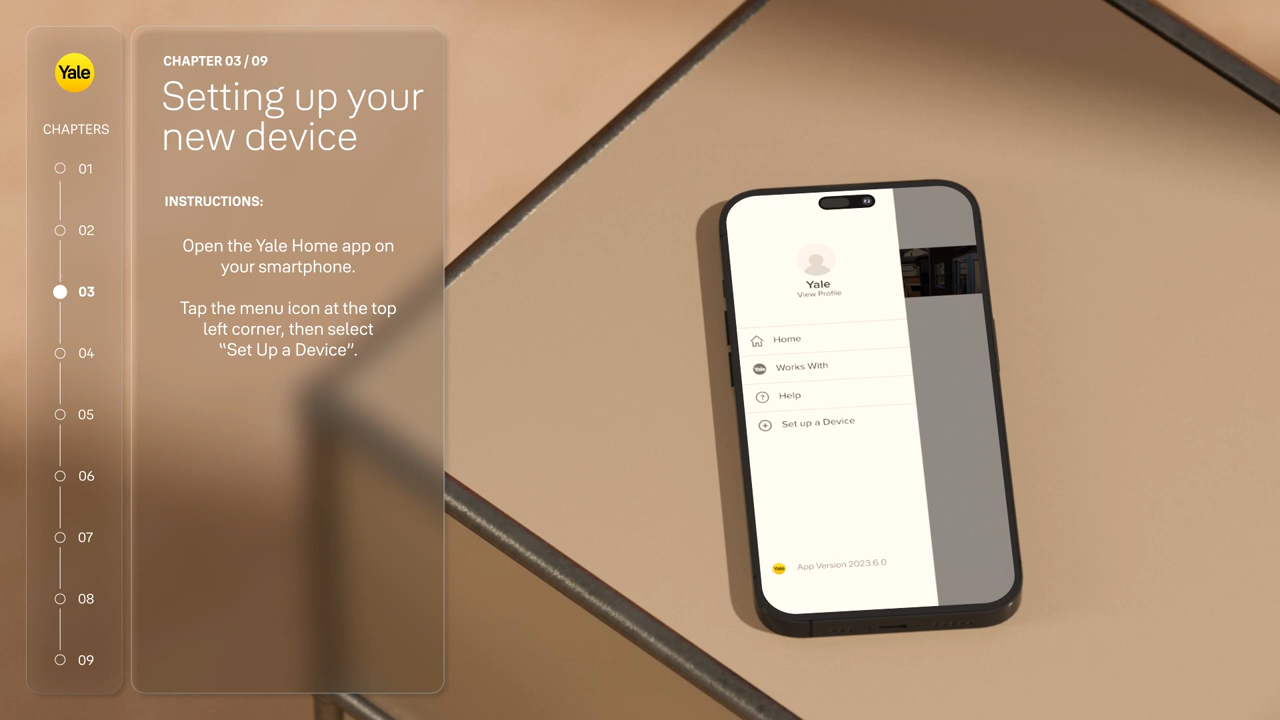 Yale
CHAPTERS
01
02
03
04
05
06
07
08
09
CHAPTER 03 / 09
Setting up your
new device
INSTRUCTIONS:
Open the Yale Home app on
your smartphone.
Tap the menu icon at the top
left corner, then select
“Set Up a Device”.
Yale
View Profile
Home
Yale
Works With
Help
Set up a Device
Yale
App Version 2023.6.0